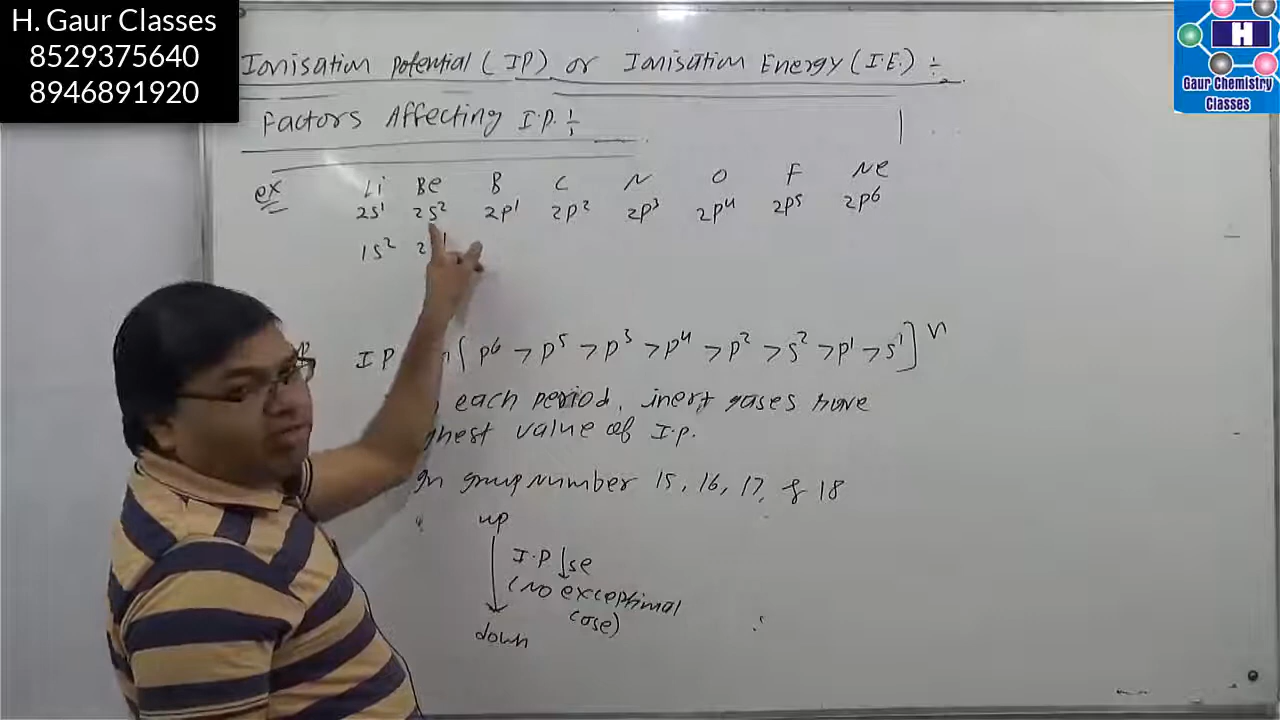 H. Gaur Classes
8529375640
8946891920
H
Gaur Chemistry
Classes
Ionisation Potential (IP) or Ionisation Energy (I.E.) ÷
Factors Affecting I.P. ÷
ex Li Be B C N O F Ne
2s¹ 2s² 2p¹ 2p² 2p³ 2p⁴ 2p⁵ 2p⁶
1s² 2
I P [ p⁶ > p⁵ > p³ > p⁴ > p² > s² > p¹ > s¹ ] n
each period, inert gases have
value of I.P.
In group number 15, 16, 17, & 18
up
I.P ↓se
(No exceptional
case)
down